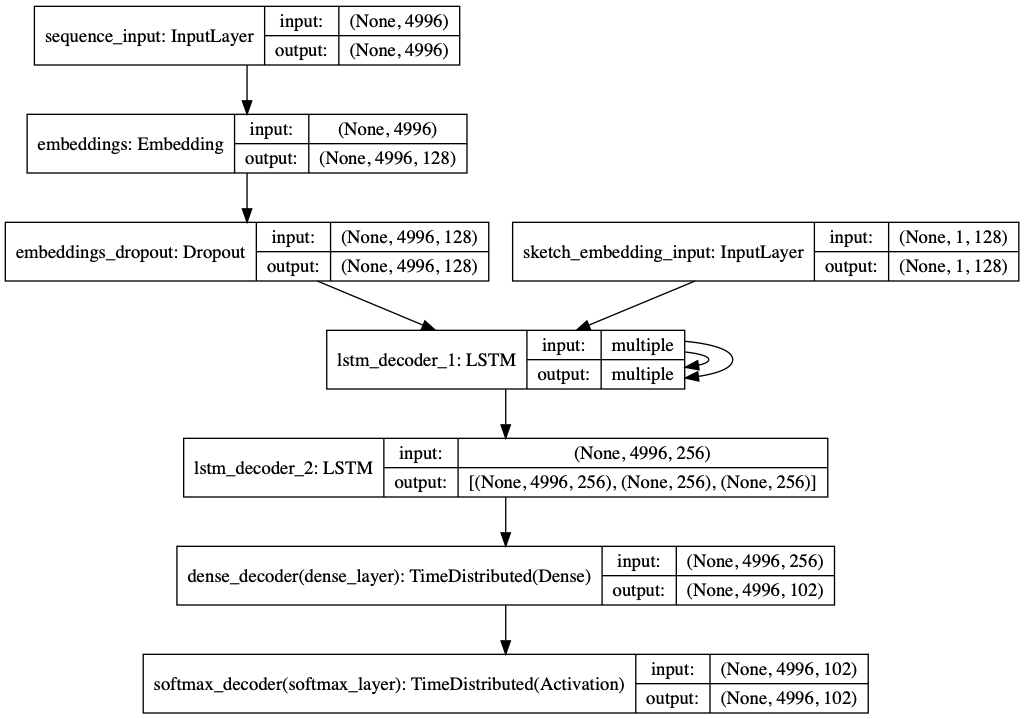 sequence_input: InputLayer
input:
(None, 4996)
output:
(None, 4996)
embeddings: Embedding
input:
(None, 4996)
output:
(None, 4996, 128)
embeddings_dropout: Dropout
input:
(None, 4996, 128)
output:
(None, 4996, 128)
sketch_embedding_input: InputLayer
input:
(None, 1, 128)
output:
(None, 1, 128)
lstm_decoder_1: LSTM
input:
multiple
output:
multiple
lstm_decoder_2: LSTM
input:
(None, 4996, 256)
output:
[(None, 4996, 256), (None, 256), (None, 256)]
dense_decoder(dense_layer): TimeDistributed(Dense)
input:
(None, 4996, 256)
output:
(None, 4996, 102)
softmax_decoder(softmax_layer): TimeDistributed(Activation)
input:
(None, 4996, 102)
output:
(None, 4996, 102)